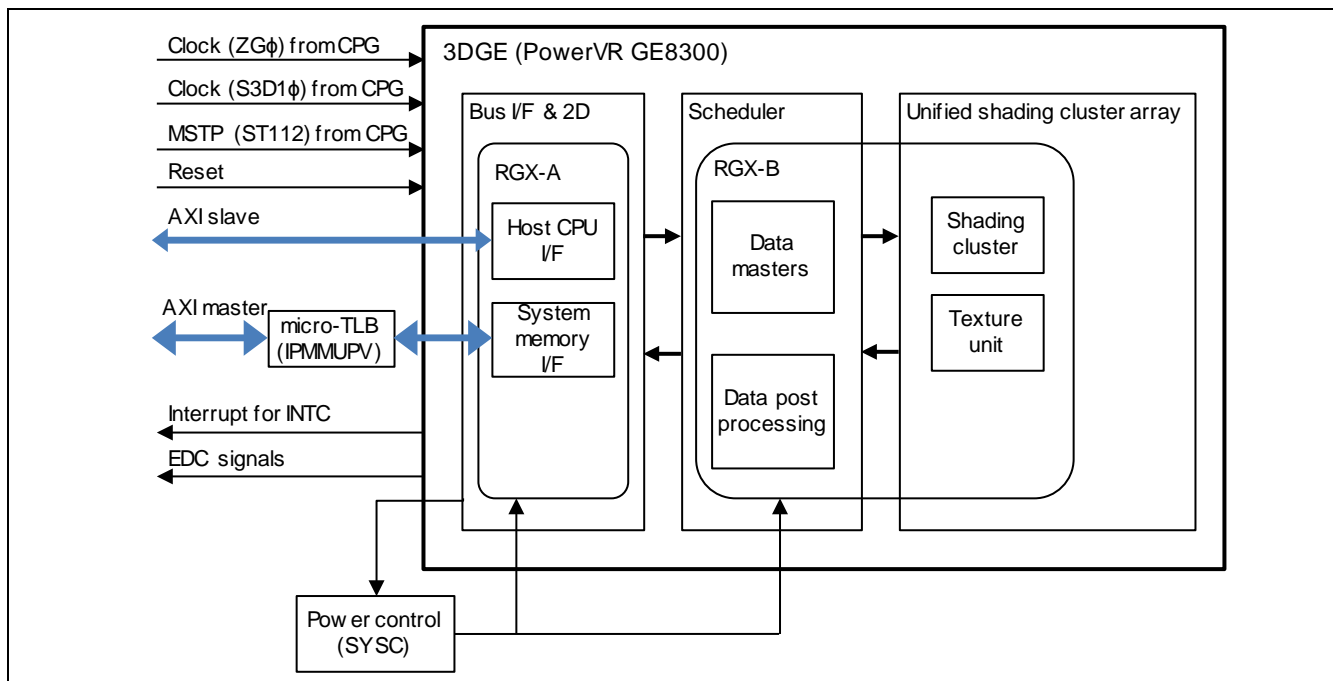 Clock (ZGϕ) from CPG
Clock (S3D1ϕ) from CPG
MSTP (ST112) from CPG
Reset
AXI slave
AXI master
micro-TLB
(IPMMUPV)
Interrupt for INTC
EDC signals
3DGE (PowerVR GE8300)
Bus I/F & 2D
RGX-A
Host CPU
I/F
System
memory
I/F
Scheduler
RGX-B
Data
masters
Data post
processing
Unified shading cluster array
Shading
cluster
Texture
unit
Power control
(SYSC)